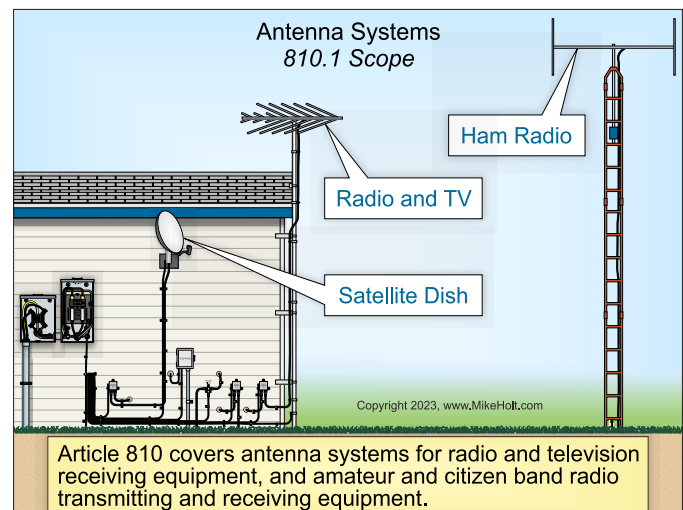 Antenna Systems
810.1 Scope
Ham Radio
Radio and TV
Satellite Dish
Copyright 2023, www.MikeHolt.com
Article 810 covers antenna systems for radio and television
receiving equipment, and amateur and citizen band radio
transmitting and receiving equipment.